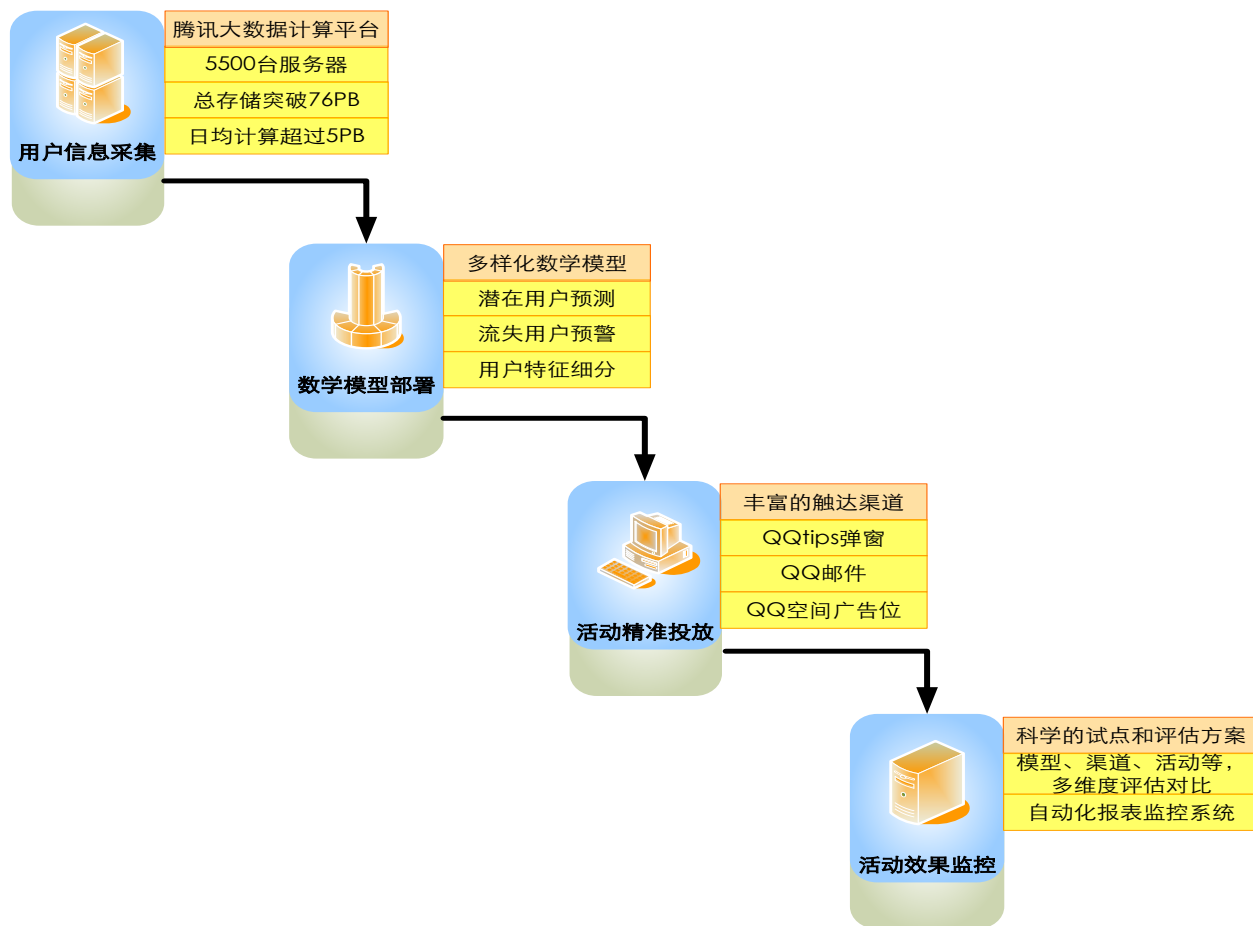 腾讯大数据计算平台
5500台服务器
总存储突破76PB
日均计算超过5PB
用户信息采集
多样化数学模型
潜在用户预测
流失用户预警
用户特征细分
数学模型部署
丰富的触达渠道
QQtips弹窗
QQ邮件
QQ空间广告位
活动精准投放
科学的试点和评估方案
模型、渠道、活动等，
多维度评估对比
自动化报表监控系统
活动效果监控